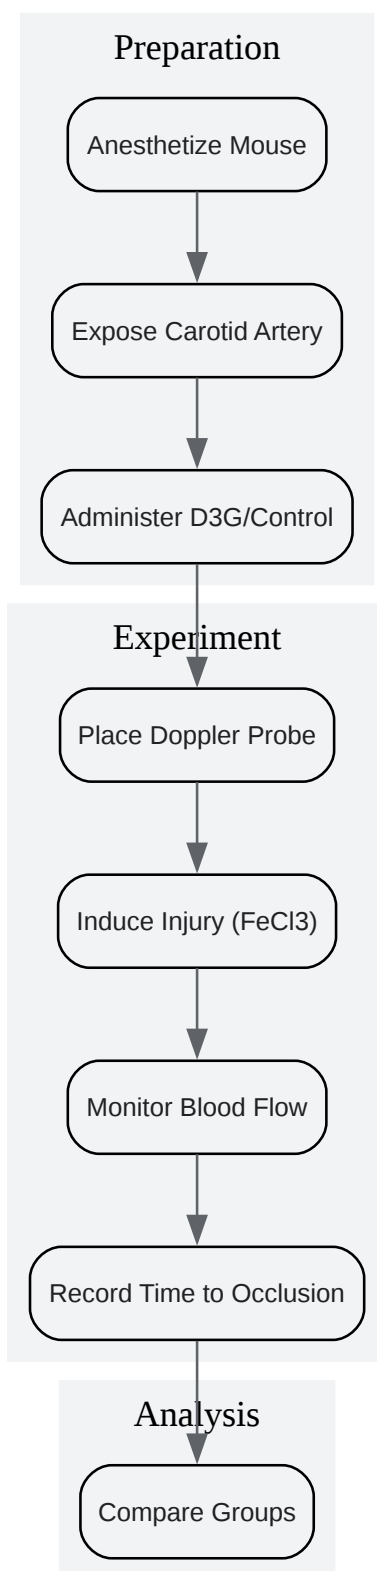 Preparation
Anesthetize Mouse
Expose Carotid Artery
Administer D3G/Control
Experiment
Place Doppler Probe
Induce Injury (FeCl3)
Monitor Blood Flow
Record Time to Occlusion
Analysis
Compare Groups